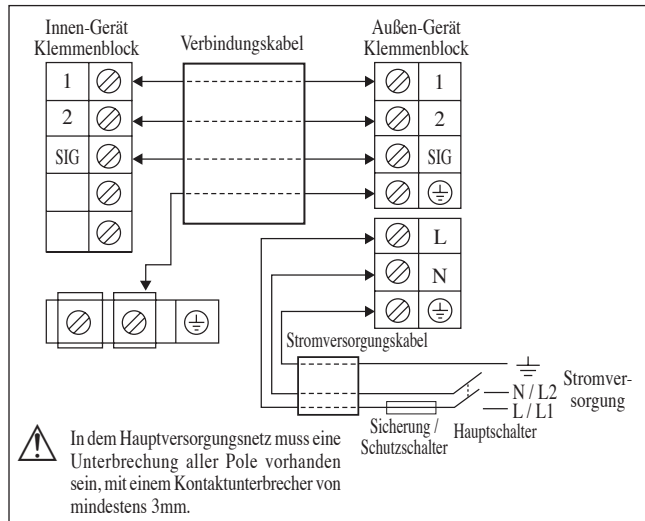 Innen-Gerät
Klemmenblock
Verbindungskabel
Außen-Gerät
Klemmenblock
1
2
SIG
1
2
SIG
L
N
Stromversorgungskabel
N / L2
L / L1
Stromver-
sorgung
Sicherung /
Schutzschalter
Hauptschalter
In dem Hauptversorgungsnetz muss eine
Unterbrechung aller Pole vorhanden
sein, mit einem Kontaktunterbrecher von
mindestens 3mm.